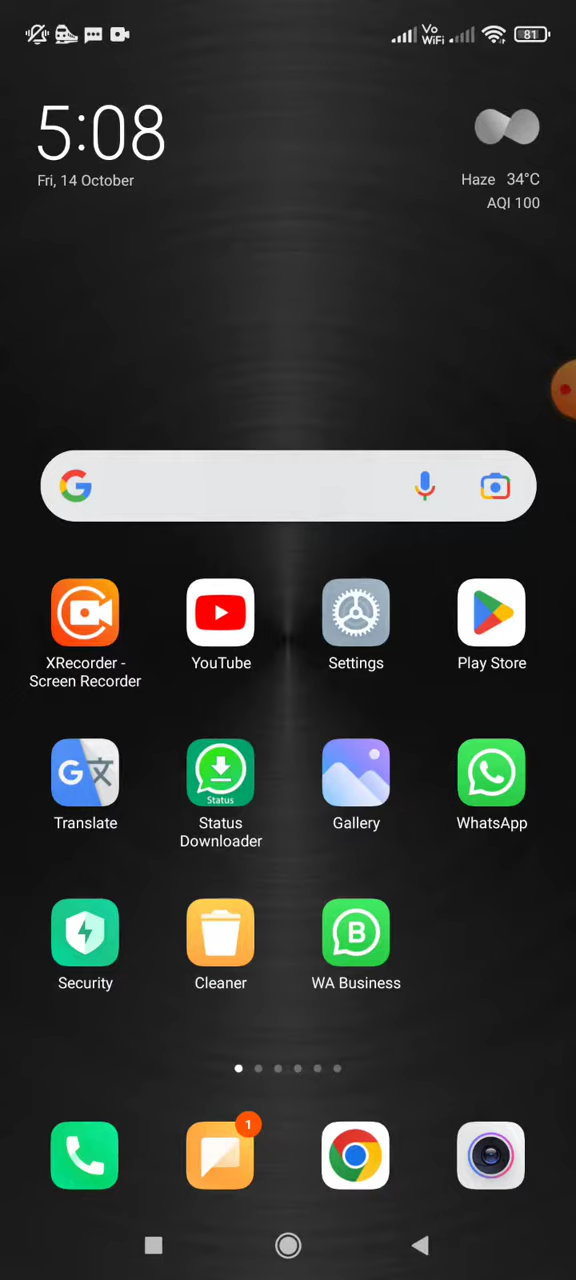 Vo
WiFi
81
5:08
Fri, 14 October
Haze 34°C
AQI 100
XRecorder -
Screen Recorder
YouTube
Settings
Play Store
Translate
Status
Status
Downloader
Gallery
WhatsApp
Security
Cleaner
B
WA Business
1